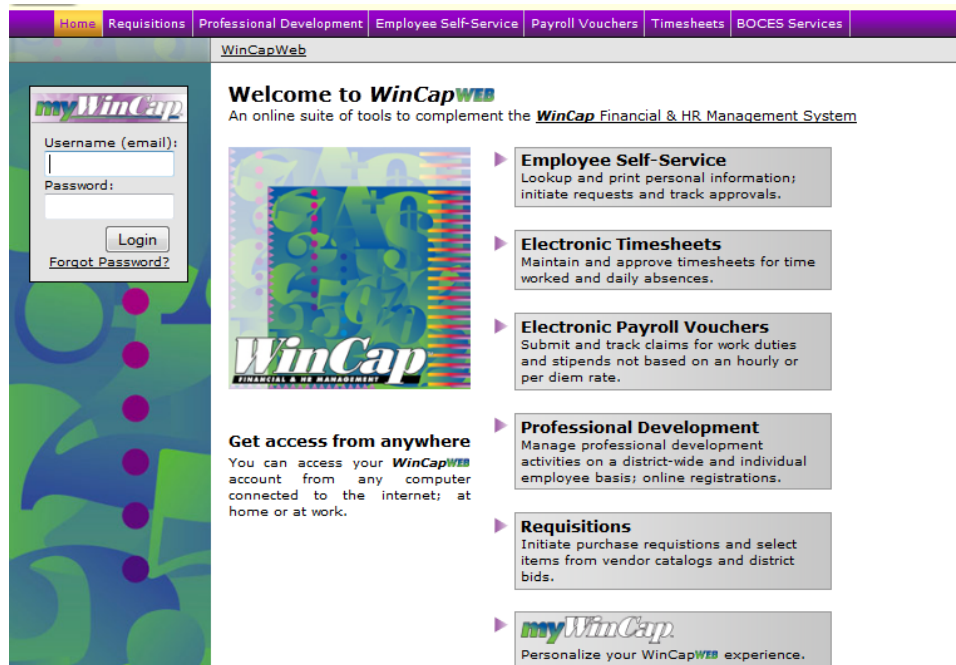 Home Requisitions Professional Development Employee Self-Service Payroll Vouchers Timesheets BOCES Services
WinCapWeb
myWinCap
Username (email):
Password:
Login
Forgot Password?
Welcome to WinCapWEB
An online suite of tools to complement the WinCap Financial & HR Management System
WinCap
FINANCIAL & HR MANAGEMENT
Get access from anywhere
You can access your WinCapWEB
account from any computer
connected to the internet; at
home or at work.
Employee Self-Service
Lookup and print personal information;
initiate requests and track approvals.
Electronic Timesheets
Maintain and approve timesheets for time
worked and daily absences.
Electronic Payroll Vouchers
Submit and track claims for work duties
and stipends not based on an hourly or
per diem rate.
Professional Development
Manage professional development
activities on a district-wide and individual
employee basis; online registrations.
Requisitions
Initiate purchase requistions and select
items from vendor catalogs and district
bids.
myWinCap
Personalize your WinCapWEB experience.